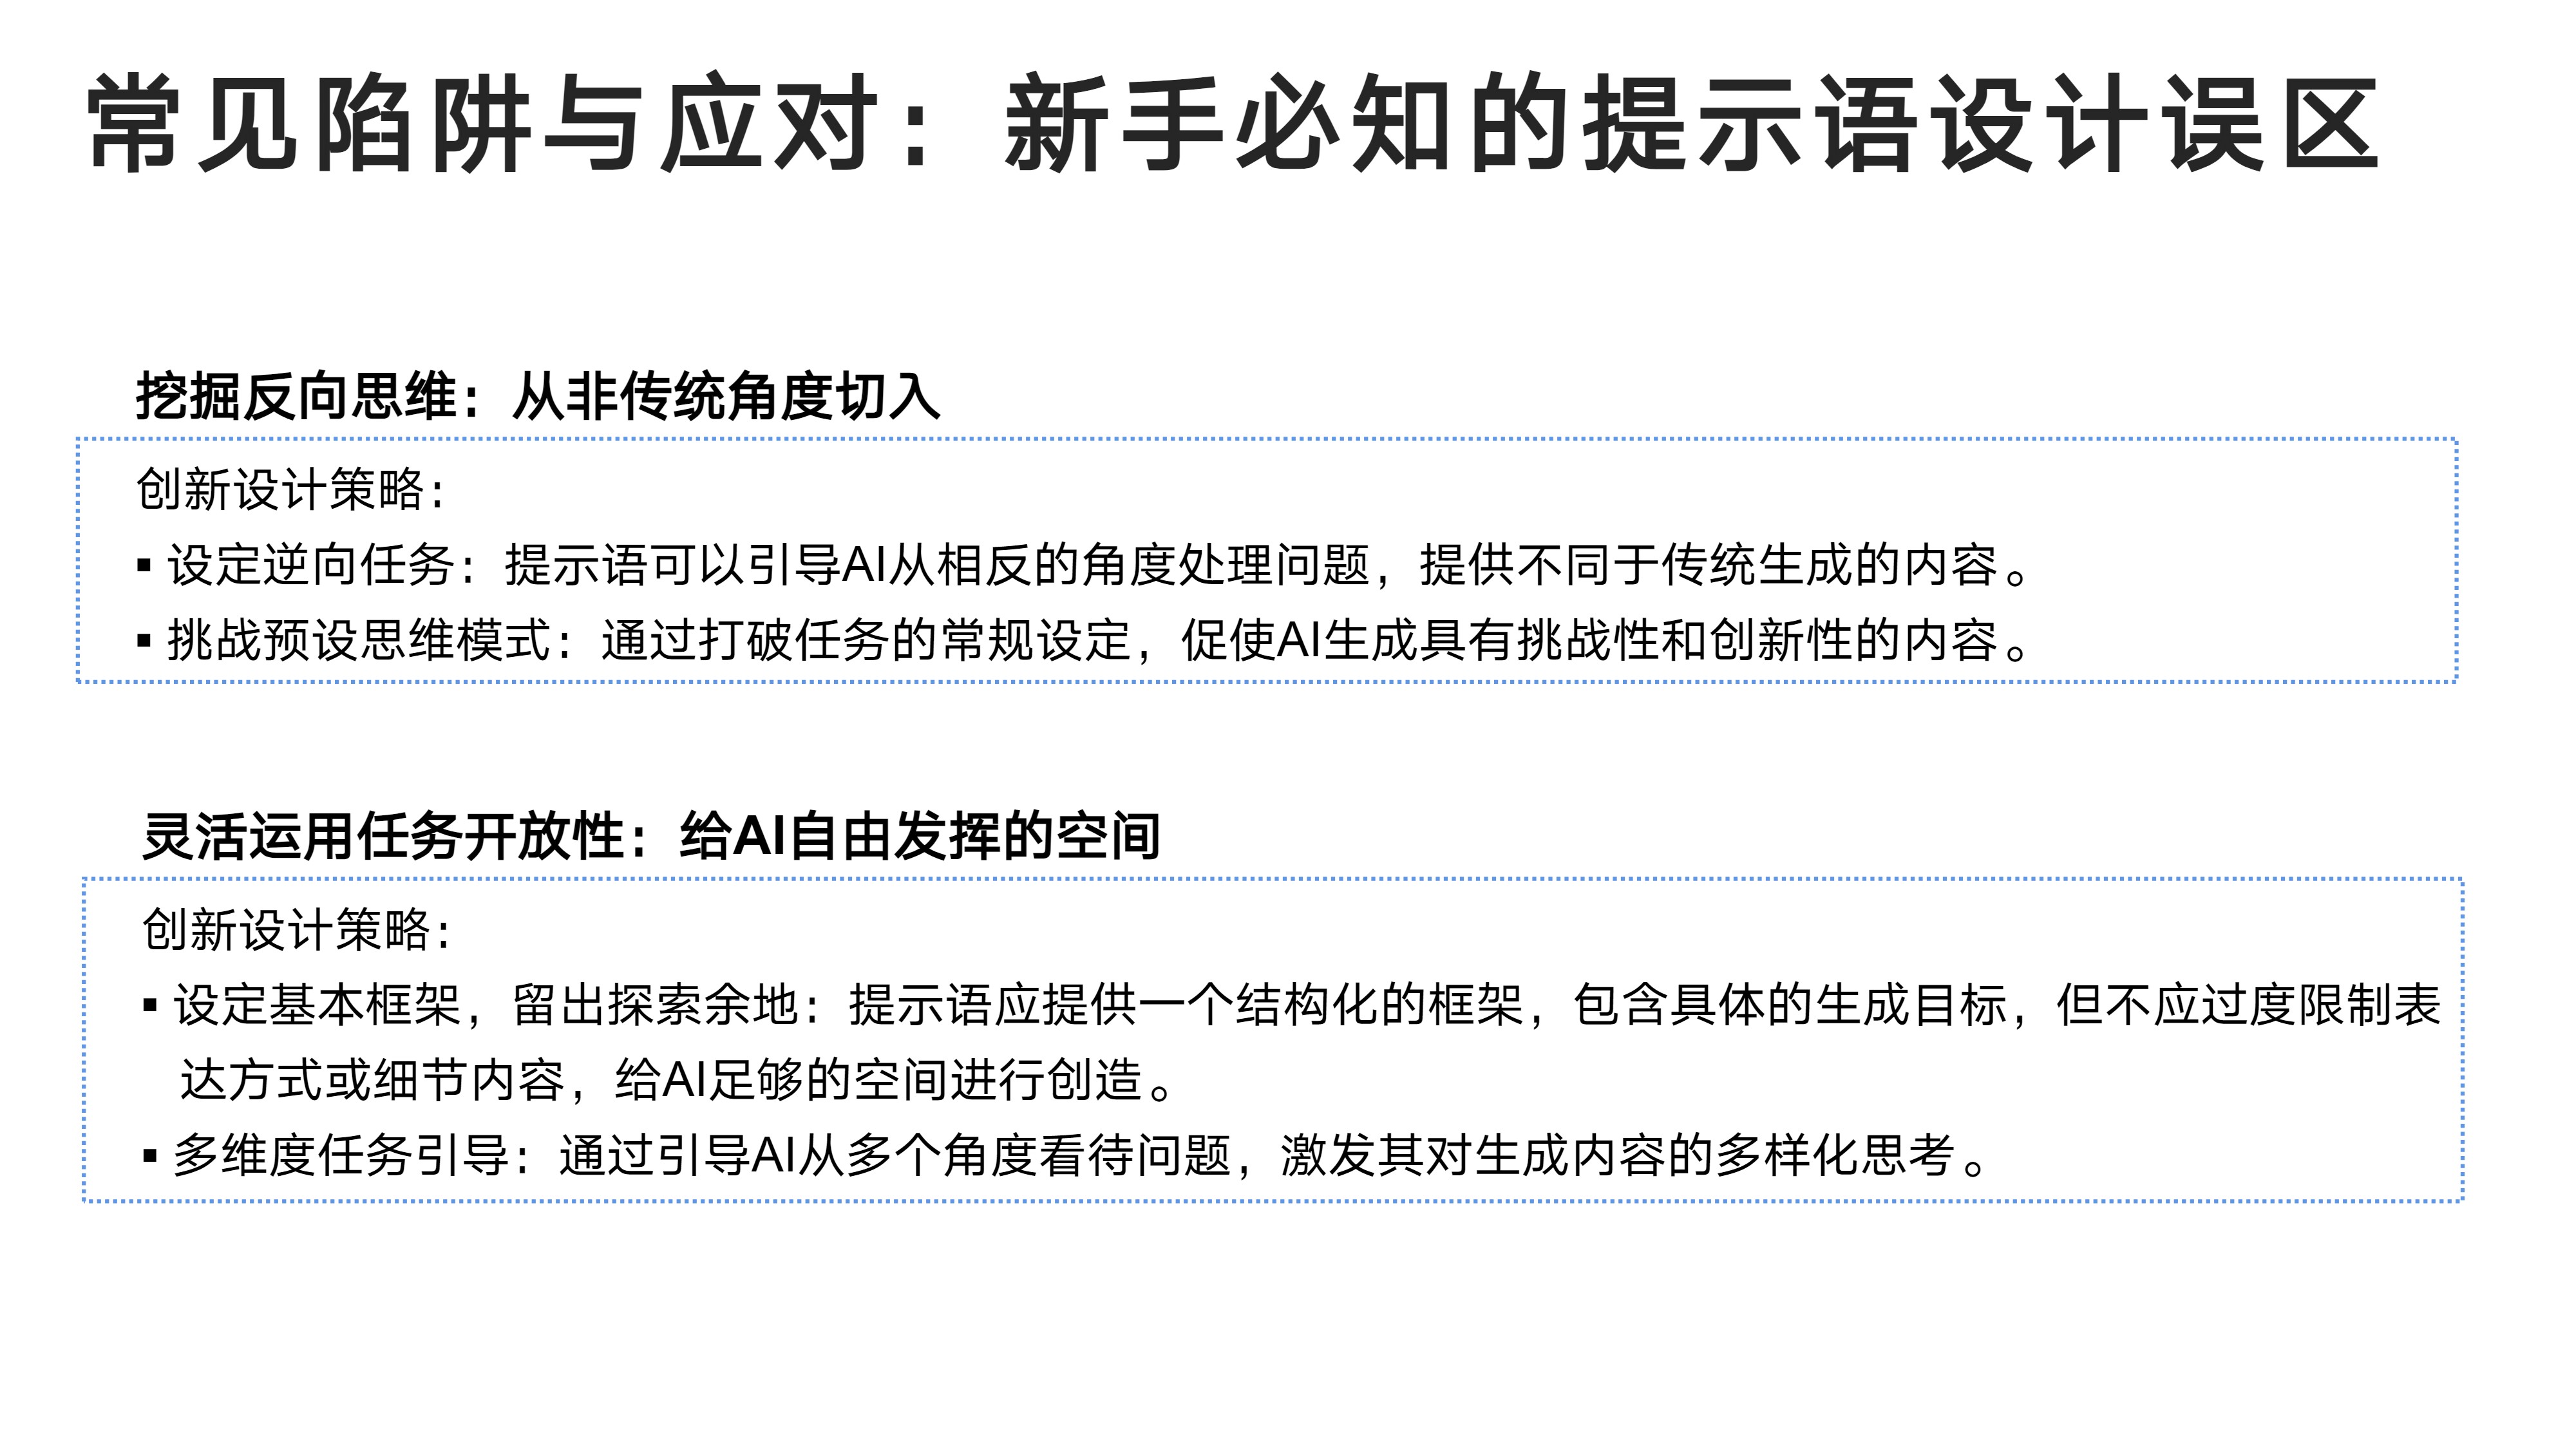 常见陷阱与应对：新手必知的提示语设计误区
挖掘反向思维：从非传统角度切入
创新设计策略：
▪ 设定逆向任务：提示语可以引导AI从相反的角度处理问题，提供不同于传统生成的内容。
▪ 挑战预设思维模式：通过打破任务的常规设定，促使AI生成具有挑战性和创新性的内容。
灵活运用任务开放性：给AI自由发挥的空间
创新设计策略：
▪ 设定基本框架，留出探索余地：提示语应提供一个结构化的框架，包含具体的生成目标，但不应过度限制表
达方式或细节内容，给AI足够的空间进行创造。
▪ 多维度任务引导：通过引导AI从多个角度看待问题，激发其对生成内容的多样化思考。